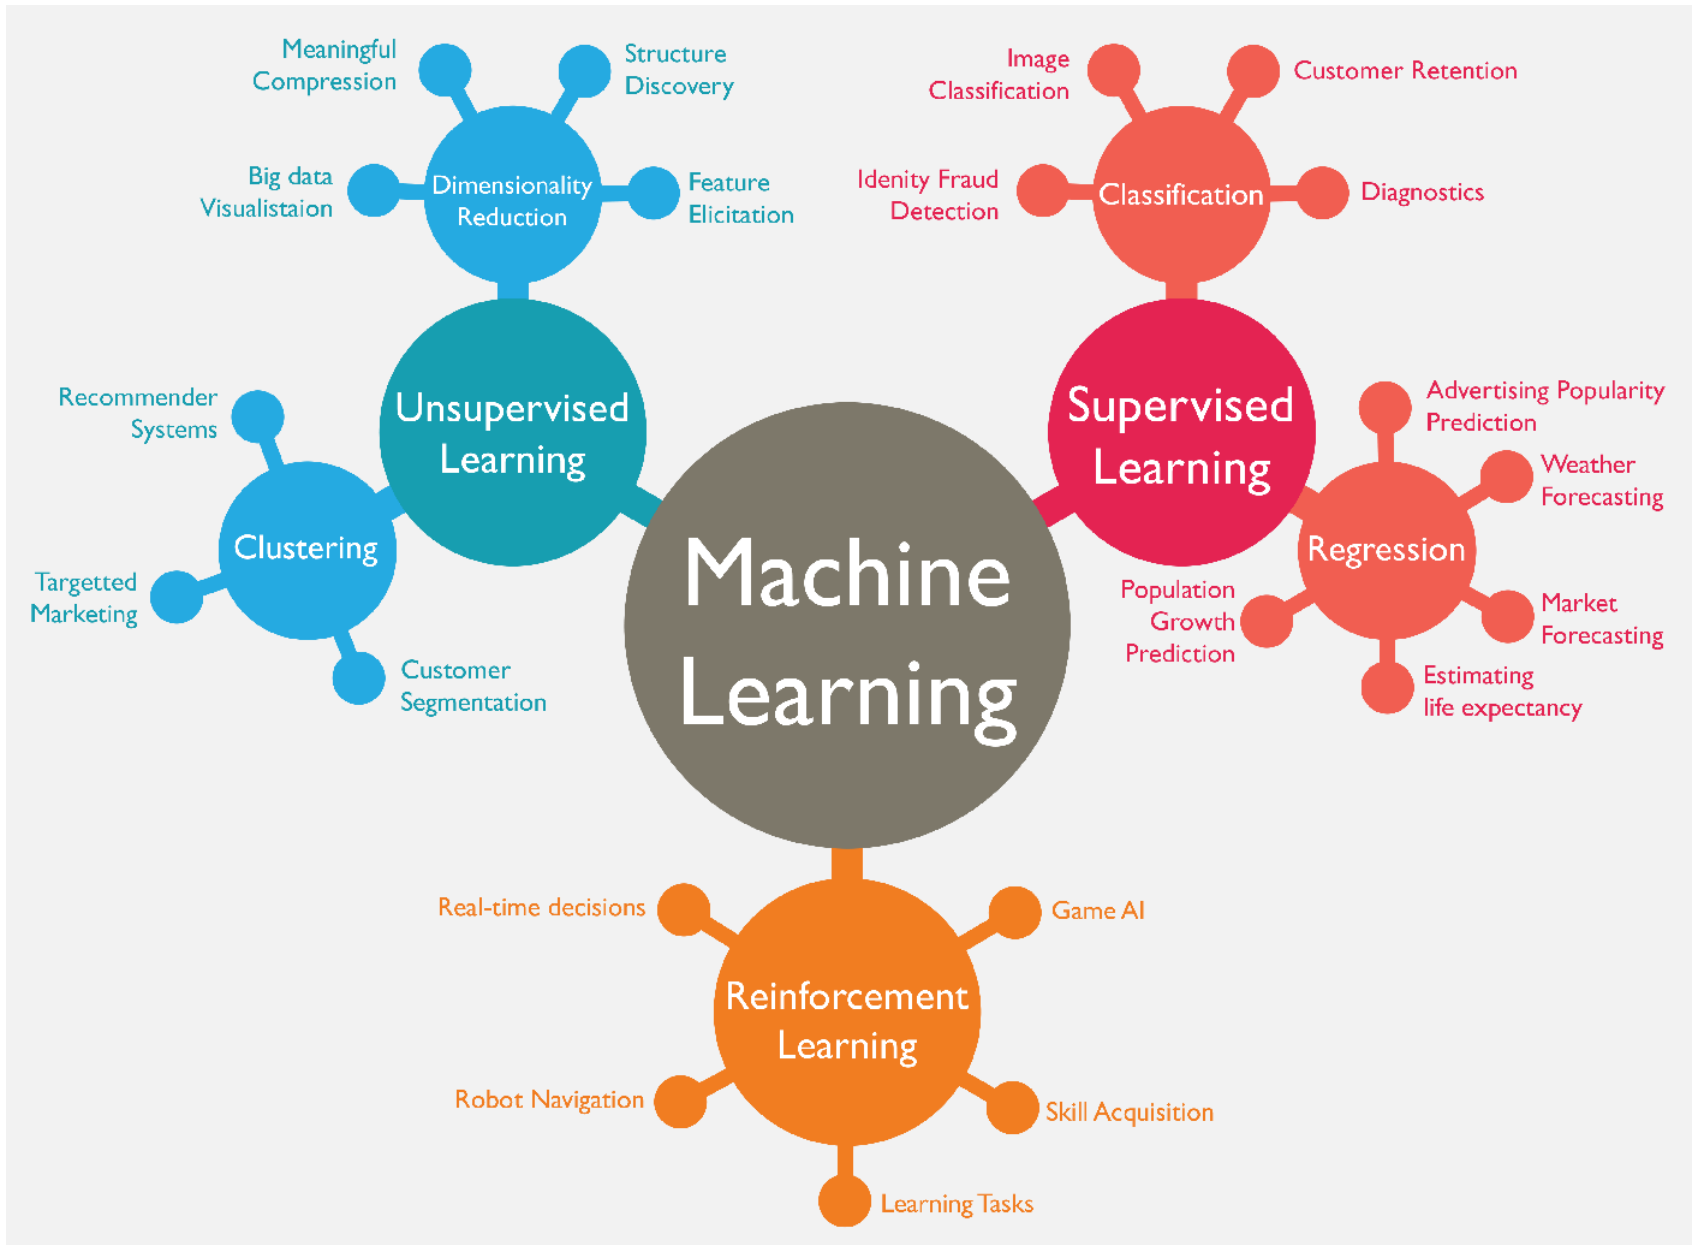 Meaningful
Compression
Structure
Discovery
Big data
Visualistaion
Dimensionality
Reduction
Feature
Elicitation
Image
Classification
Customer Retention
Idenity Fraud
Detection
Classification
Diagnostics
Recommender
Systems
Unsupervised
Learning
Clustering
Targetted
Marketing
Customer
Segmentation
Supervised
Learning
Advertising Popularity
Prediction
Weather
Forecasting
Regression
Population
Growth
Prediction
Market
Forecasting
Estimating
life expectancy
Machine
Learning
Real-time decisions
Game AI
Reinforcement
Learning
Robot Navigation
Skill Acquisition
Learning Tasks